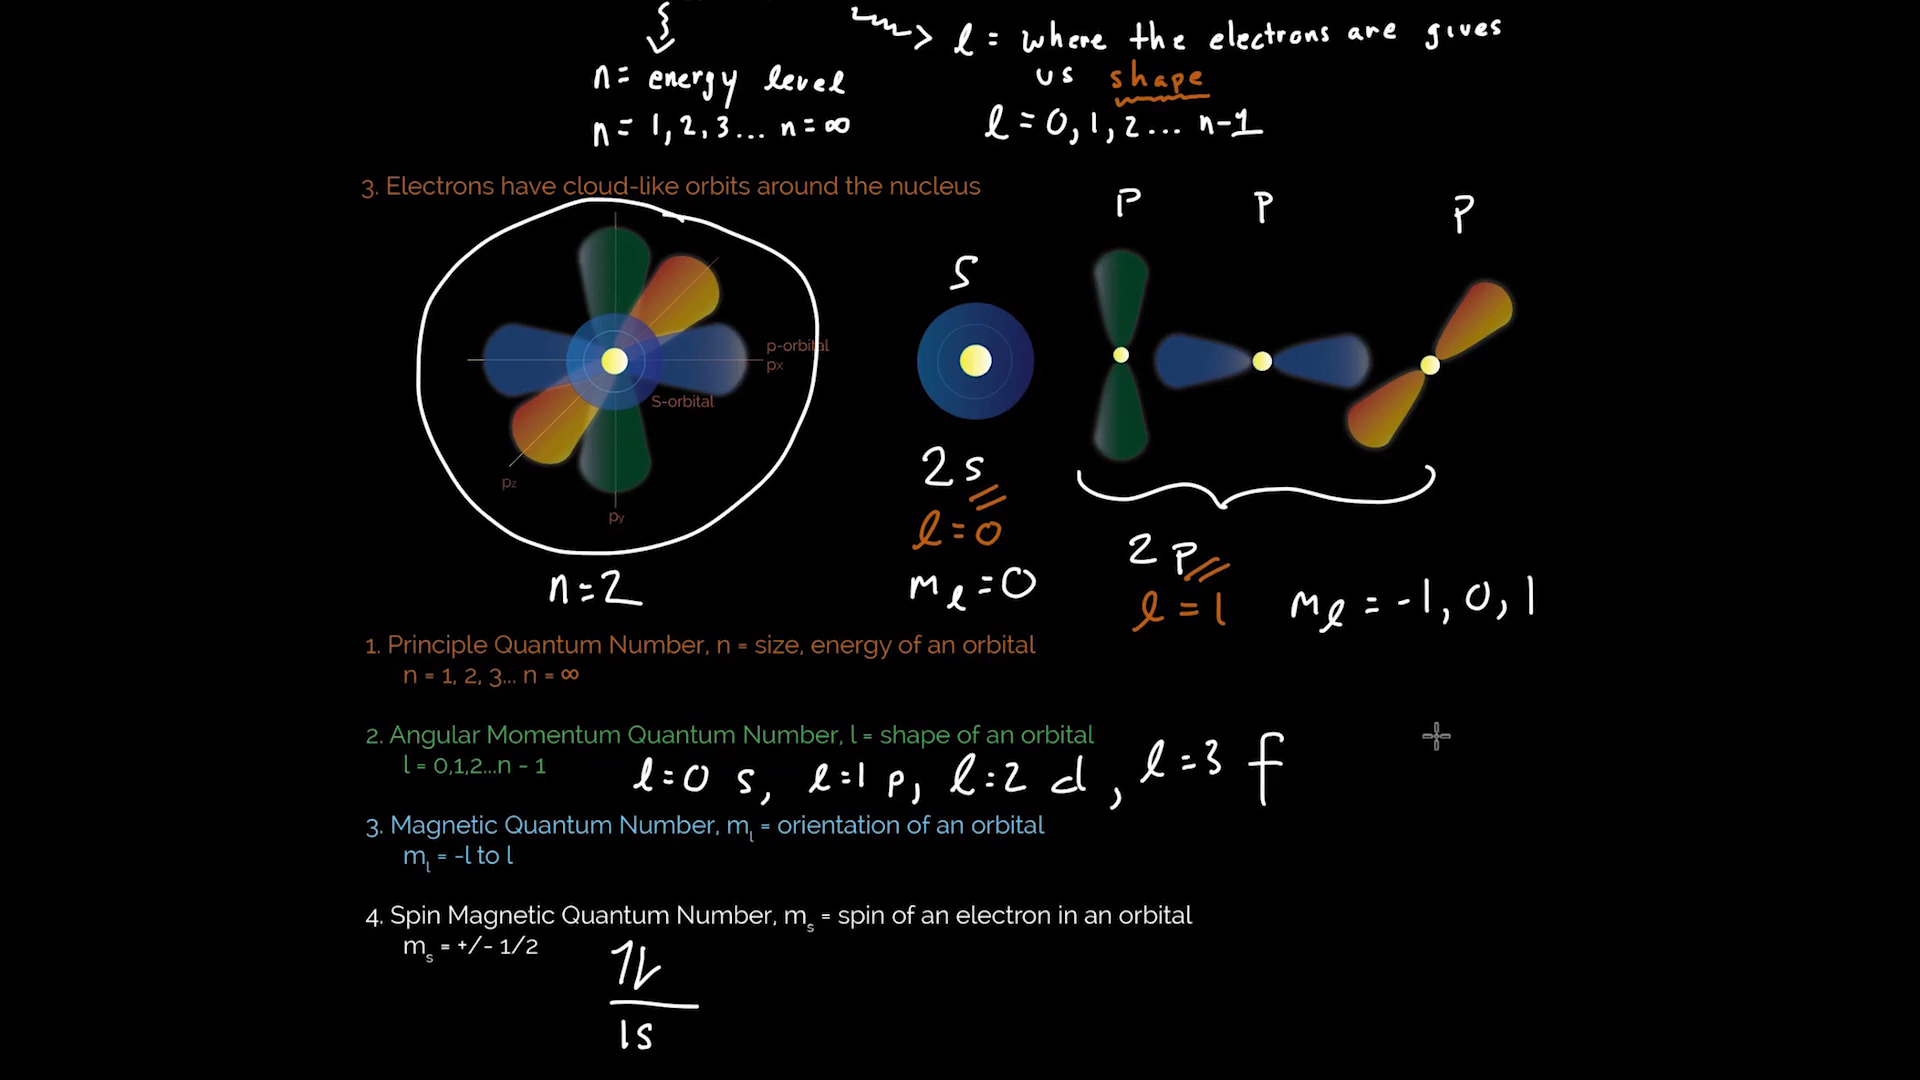 l = where the electrons are gives
us shape
n = energy level
n = 1, 2, 3... n = ∞
l = 0, 1, 2... n-1
3. Electrons have cloud-like orbits around the nucleus
P P P
S
p-orbital
px
S-orbital
pz
py
2s
l=0
ml=0
2p
l=1
ml = -1, 0, 1
n=2
1. Principle Quantum Number, n = size, energy of an orbital
n = 1, 2, 3... n = ∞
2. Angular Momentum Quantum Number, l = shape of an orbital
l = 0,1,2...n - 1
l=0 s, l=1 p, l=2 d, l=3 f
3. Magnetic Quantum Number, ml = orientation of an orbital
ml = -l to l
4. Spin Magnetic Quantum Number, ms = spin of an electron in an orbital
ms = +/- 1/2
↿⇂
1s